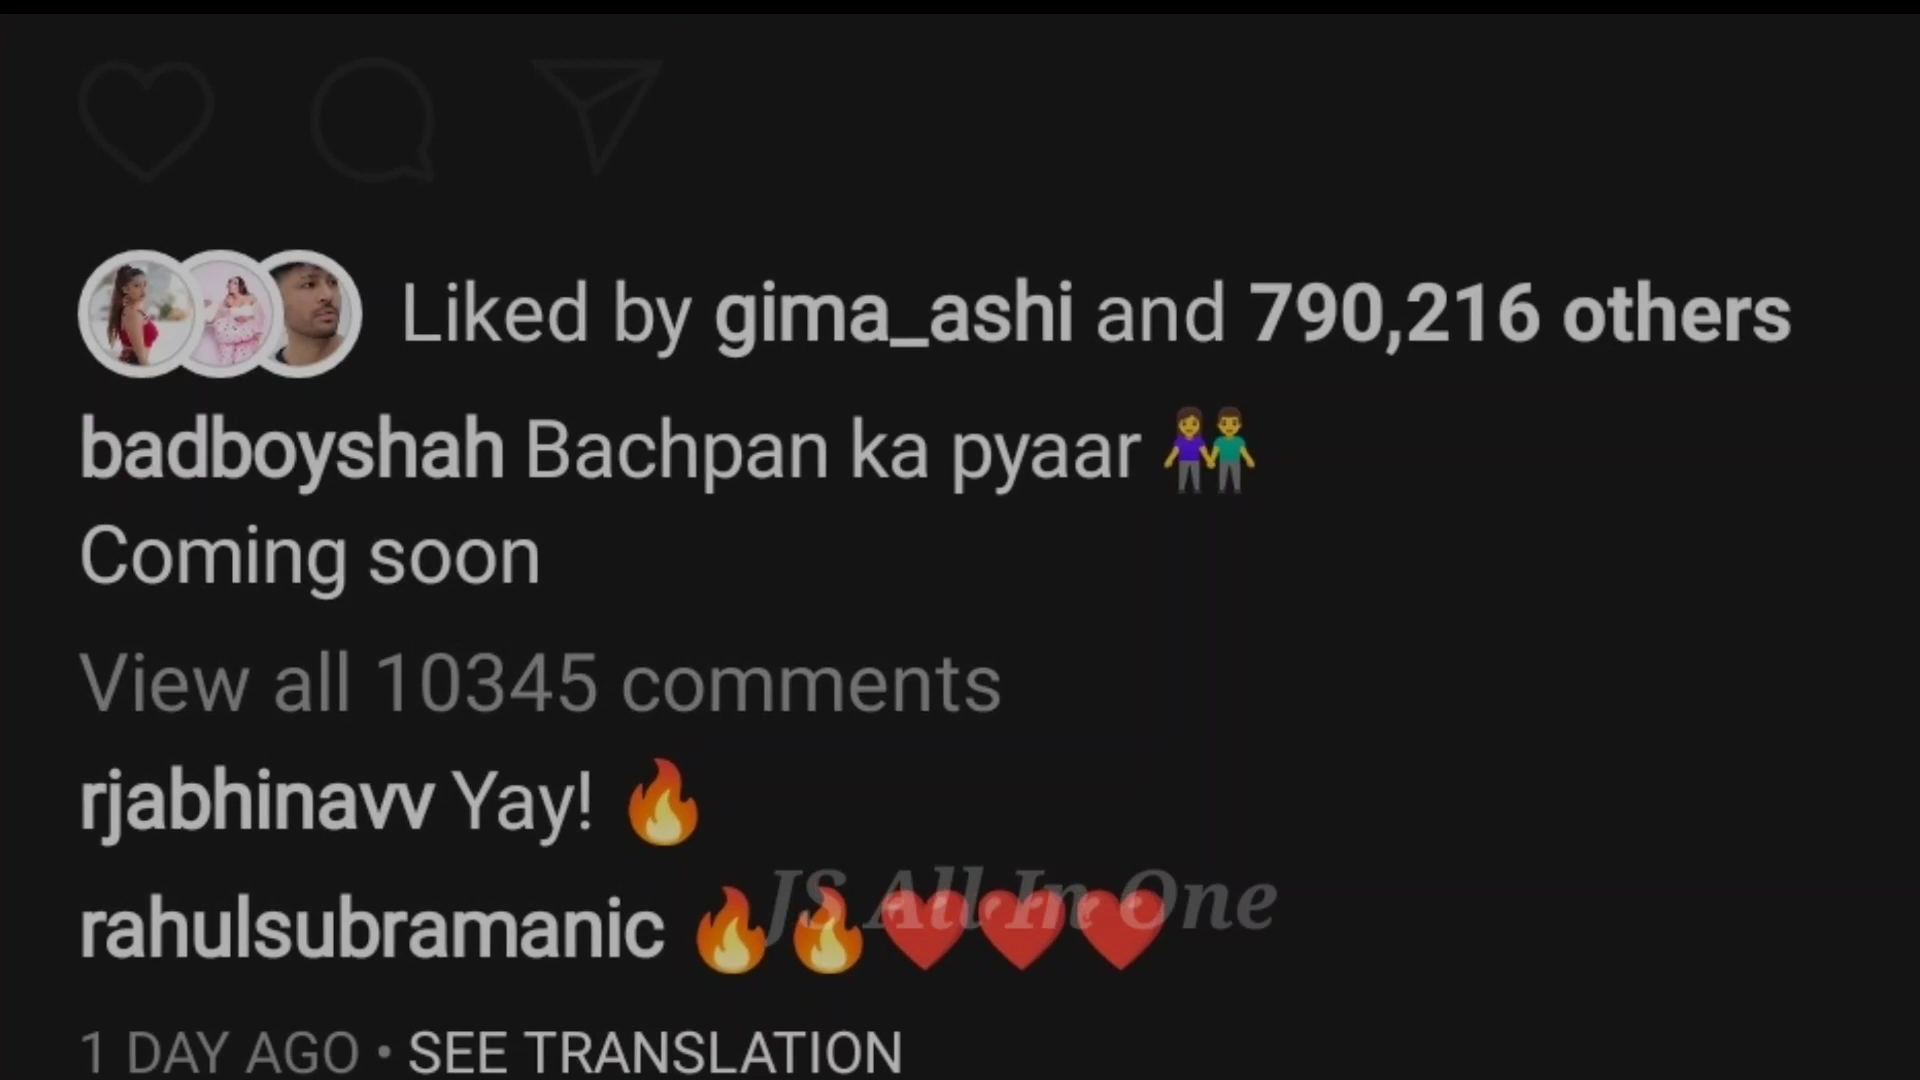 Liked by gima_ashi and 790,216 others
badboyshah Bachpan ka pyaar 👫
Coming soon
View all 10345 comments
rjabhinavv Yay! 🔥
rahulsubramanic 🔥🔥❤️❤️❤️
JS All In One
1 DAY AGO • SEE TRANSLATION